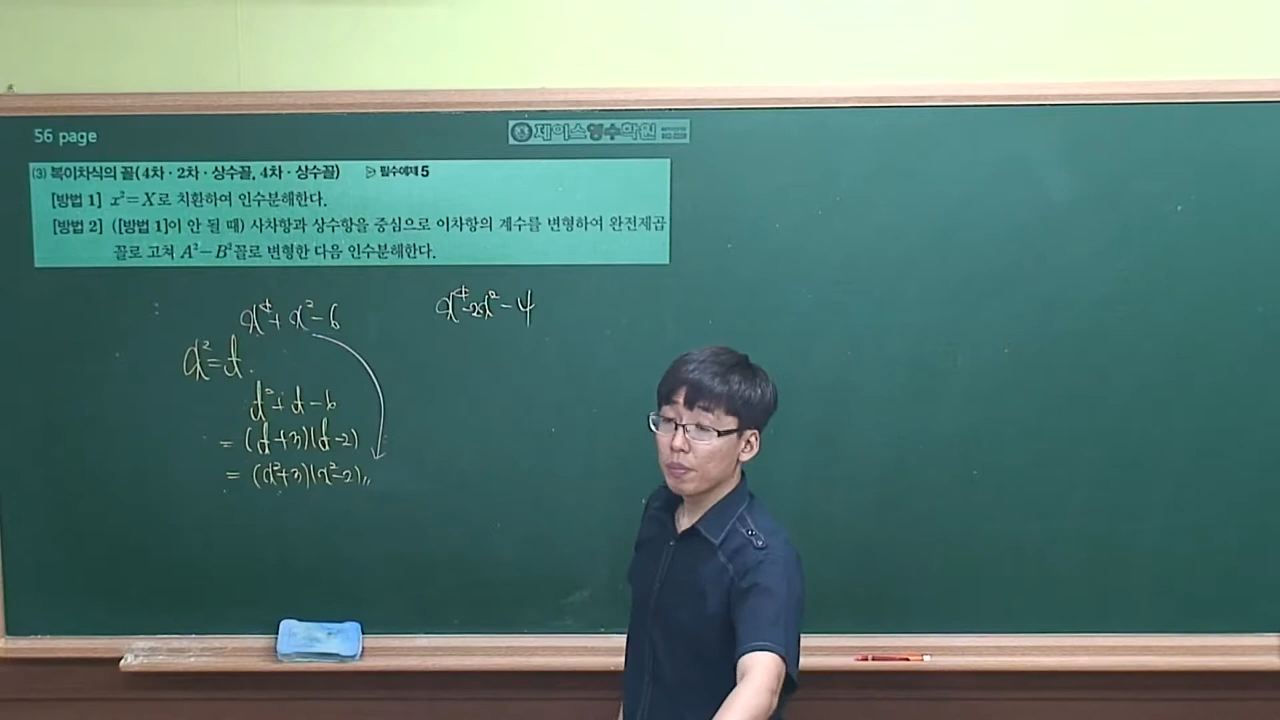 56 page
제이스영수학원
(3) 복이차식의 꼴(4차·2차·상수꼴, 4차·상수꼴) ▷ 필수예제 5
[방법 1] x²=X로 치환하여 인수분해한다.
[방법 2] ([방법 1]이 안 될 때) 사차항과 상수항을 중심으로 이차항의 계수를 변형하여 완전제곱
꼴로 고쳐 A²-B²꼴로 변형한 다음 인수분해한다.
x⁴+x²-6
x⁴-2x²-4
x²=t.
t²+t-6
=(t+3)(t-2)
=(x²+3)(x²-2)